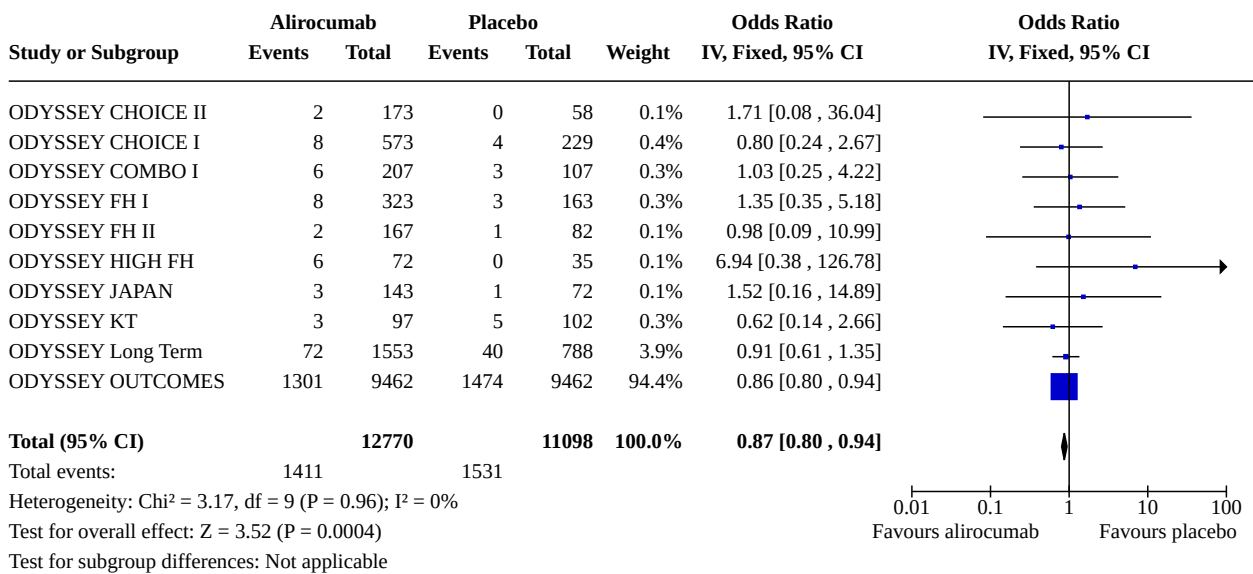 Alirocumab Placebo Odds Ratio Odds Ratio
Study or Subgroup Events Total Events Total Weight IV, Fixed, 95% CI IV, Fixed, 95% CI
ODYSSEY CHOICE II 2 173 0 58 0.1% 1.71 [0.08 , 36.04]
ODYSSEY CHOICE I 8 573 4 229 0.4% 0.80 [0.24 , 2.67]
ODYSSEY COMBO I 6 207 3 107 0.3% 1.03 [0.25 , 4.22]
ODYSSEY FH I 8 323 3 163 0.3% 1.35 [0.35 , 5.18]
ODYSSEY FH II 2 167 1 82 0.1% 0.98 [0.09 , 10.99]
ODYSSEY HIGH FH 6 72 0 35 0.1% 6.94 [0.38 , 126.78]
ODYSSEY JAPAN 3 143 1 72 0.1% 1.52 [0.16 , 14.89]
ODYSSEY KT 3 97 5 102 0.3% 0.62 [0.14 , 2.66]
ODYSSEY Long Term 72 1553 40 788 3.9% 0.91 [0.61 , 1.35]
ODYSSEY OUTCOMES 1301 9462 1474 9462 94.4% 0.86 [0.80 , 0.94]
Total (95% CI) 12770 11098 100.0% 0.87 [0.80 , 0.94]
Total events: 1411 1531
Heterogeneity: Chi² = 3.17, df = 9 (P = 0.96); I² = 0%
0.01 0.1 1 10 100
Test for overall effect: Z = 3.52 (P = 0.0004) Favours alirocumab Favours placebo
Test for subgroup differences: Not applicable